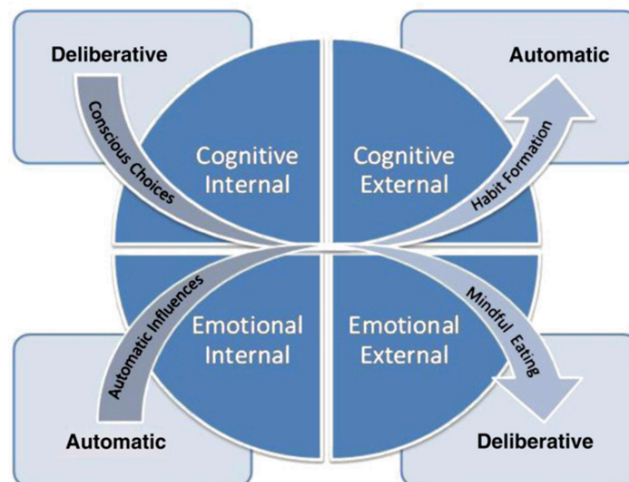 Deliberative
Automatic
Conscious Choices
Cognitive
Internal
Cognitive
External
Habit Formation
Automatic Influences
Emotional
Internal
Emotional
External
Mindful Eating
Automatic
Deliberative